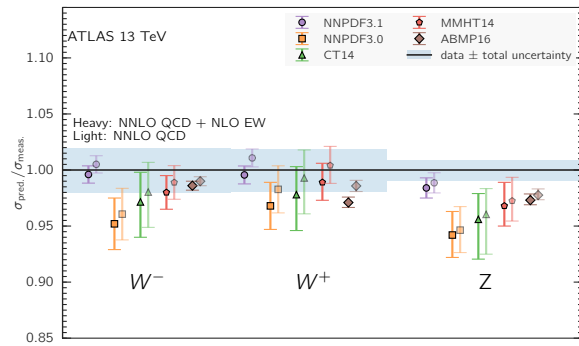 ATLAS 13 TeV
NNPDF3.1
NNPDF3.0
CT14
MMHT14
ABMP16
data ± total uncertainty
Heavy: NNLO QCD + NLO EW
Light: NNLO QCD
σpred./σmeas.
1.10
1.05
1.00
0.95
0.90
0.85
W−
W+
Z